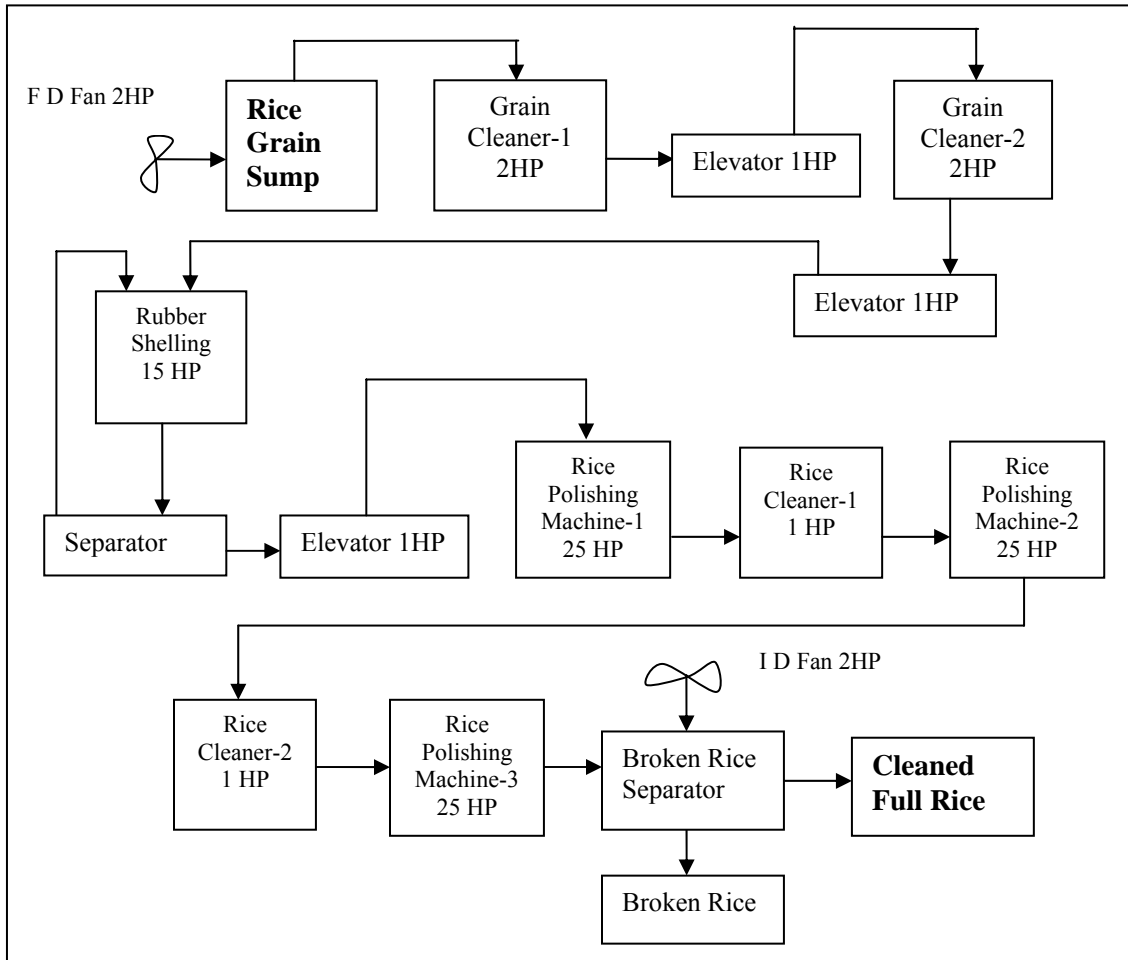 F D Fan 2HP
Rice
Grain
Sump
Grain
Cleaner-1
2HP
Elevator 1HP
Grain
Cleaner-2
2HP
Elevator 1HP
Rubber
Shelling
15 HP
Separator
Elevator 1HP
Rice
Polishing
Machine-1
25 HP
Rice
Cleaner-1
1 HP
Rice
Polishing
Machine-2
25 HP
I D Fan 2HP
Rice
Cleaner-2
1 HP
Rice
Polishing
Machine-3
25 HP
Broken Rice
Separator
Cleaned
Full Rice
Broken Rice